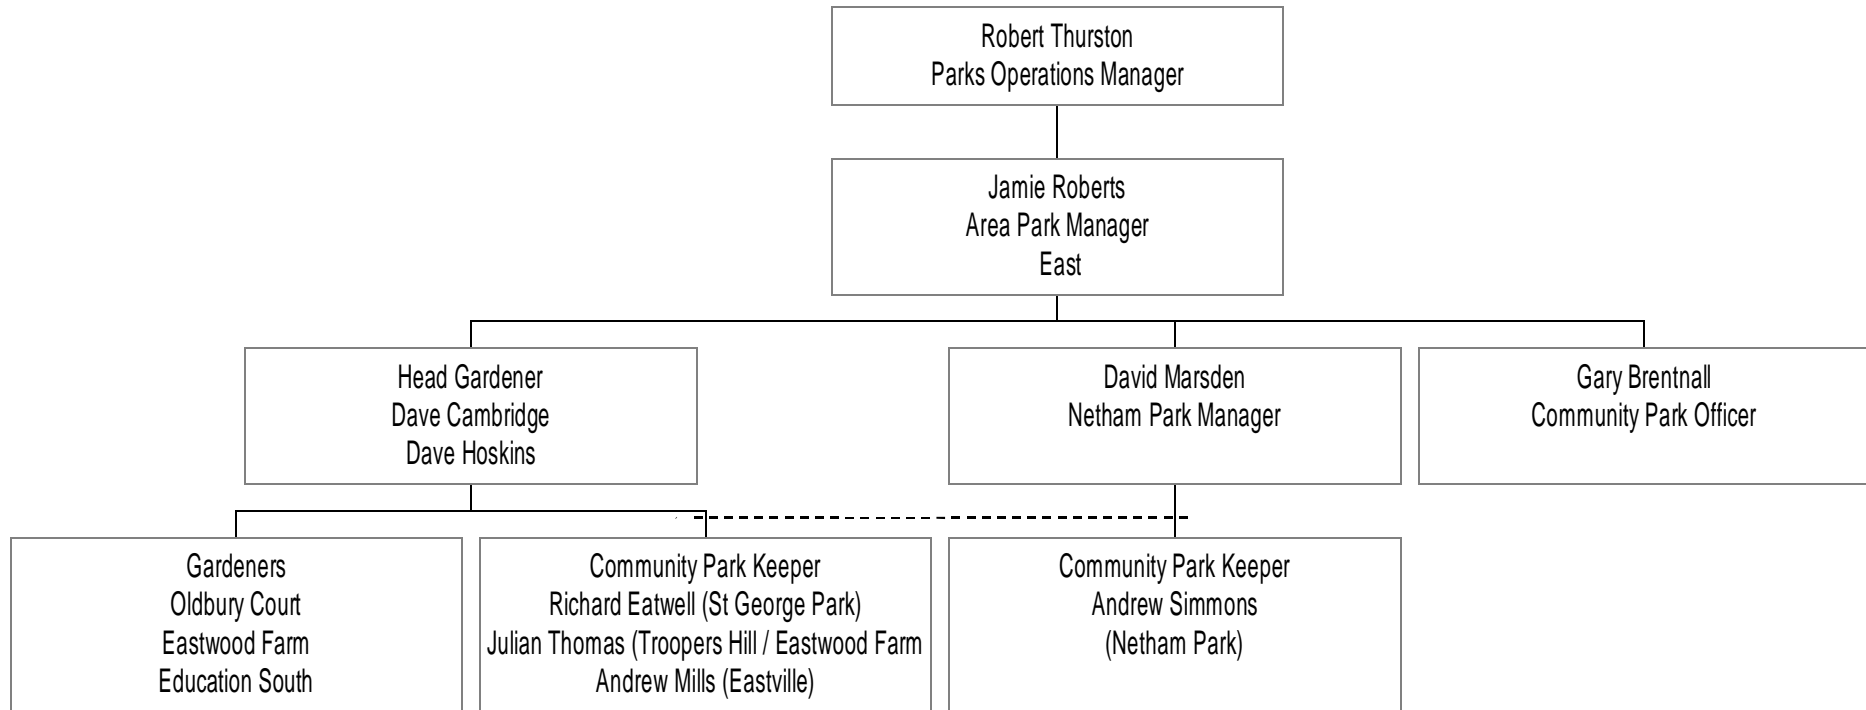 Robert Thurston
Parks Operations Manager
Jamie Roberts
Area Park Manager
East
Head Gardener
Dave Cambridge
Dave Hoskins
David Marsden
Netham Park Manager
Gary Brentnall
Community Park Officer
Gardeners
Oldbury Court
Eastwood Farm
Education South
Community Park Keeper
Richard Eatwell (St George Park)
Julian Thomas (Troopers Hill / Eastwood Farm
Andrew Mills (Eastville)
Community Park Keeper
Andrew Simmons
(Netham Park)